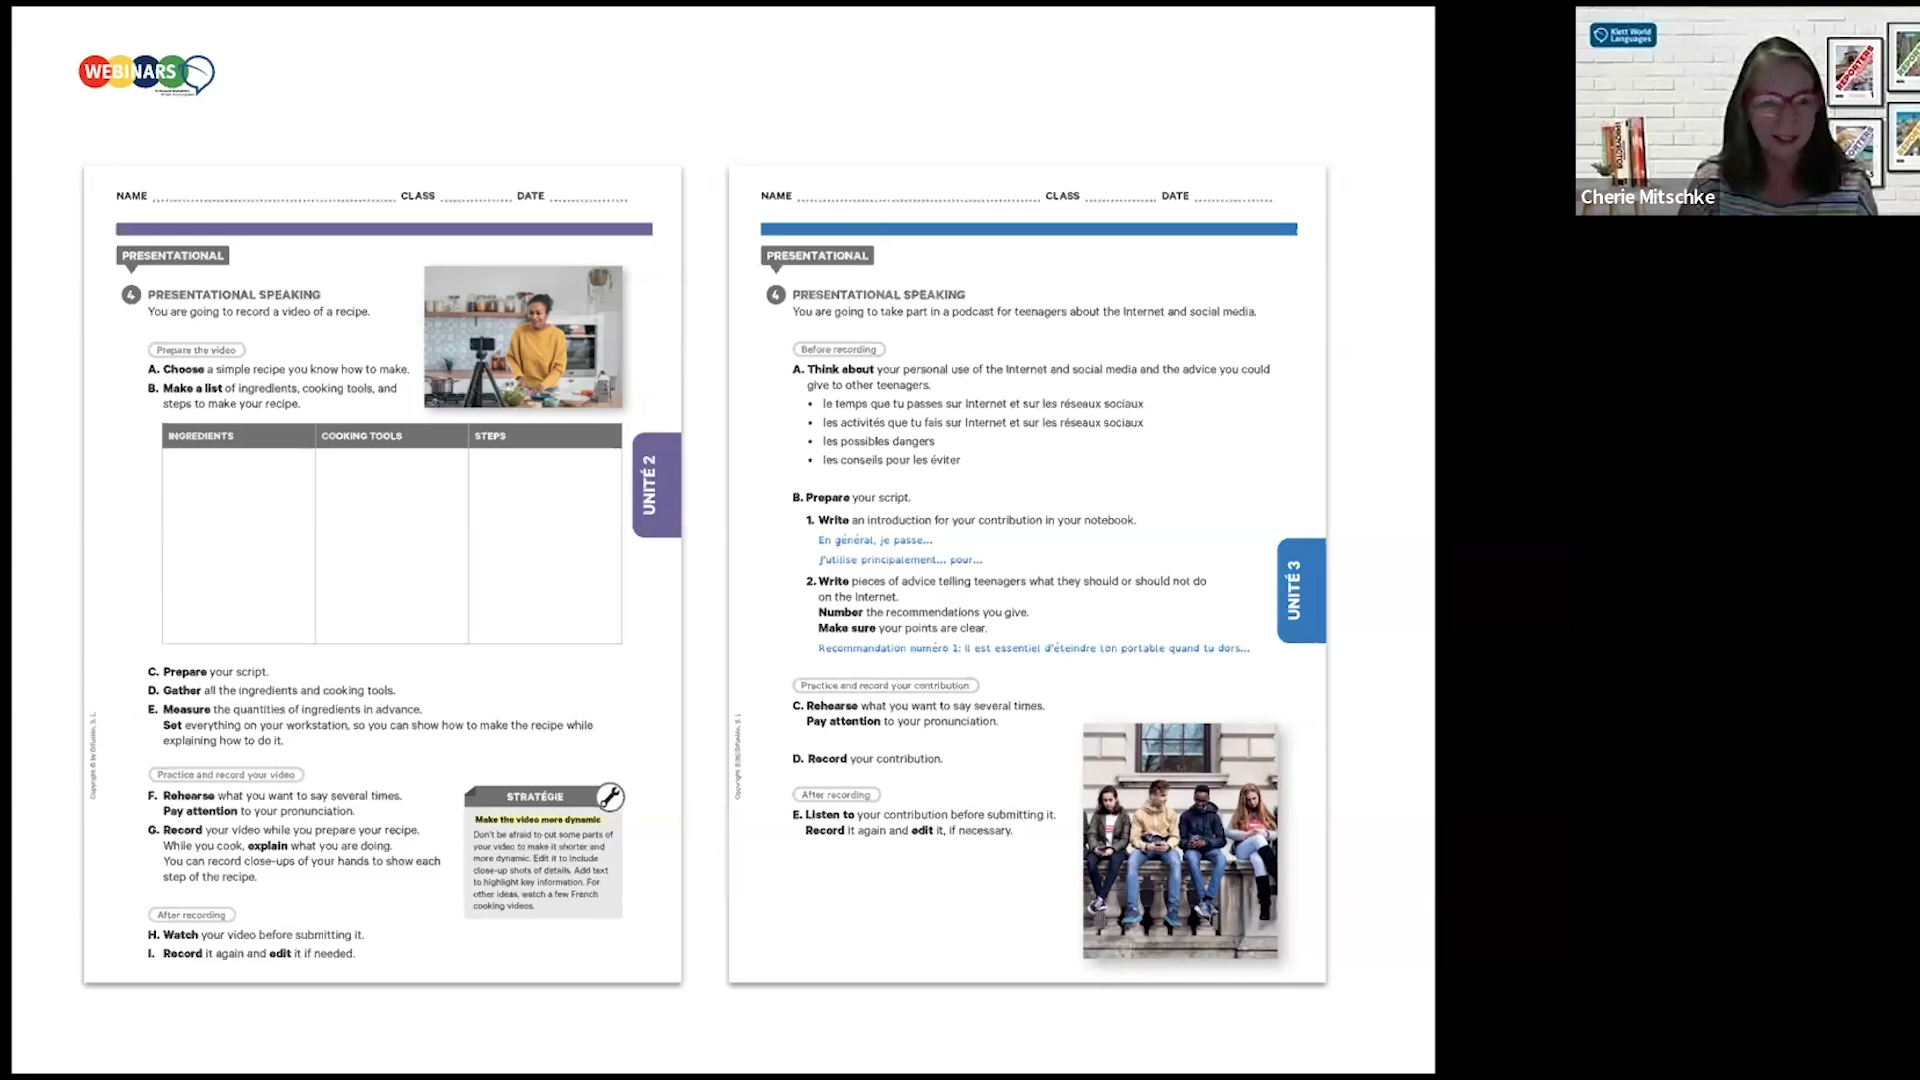 WEBINARS
NAME CLASS DATE
PRESENTATIONAL
4 PRESENTATIONAL SPEAKING
You are going to record a video of a recipe.
Prepare the video
A. Choose a simple recipe you know how to make.
B. Make a list of ingredients, cooking tools, and
steps to make your recipe.
INGREDIENTS COOKING TOOLS STEPS
UNITÉ 2
C. Prepare your script.
D. Gather all the ingredients and cooking tools.
E. Measure the quantities of ingredients in advance.
Set everything on your workstation, so you can show how to make the recipe while
explaining how to do it.
Practice and record your video
F. Rehearse what you want to say several times.
Pay attention to your pronunciation.
G. Record your video while you prepare your recipe.
While you cook, explain what you are doing.
You can record close-ups of your hands to show each
step of the recipe.
STRATÉGIE
Make the video more dynamic
Don't be afraid to cut some parts of
your video to make it shorter and
more dynamic. Edit it to include
close-up shots of details. Add text
to highlight key information. For
other ideas, watch a few French
cooking videos.
After recording
H. Watch your video before submitting it.
I. Record it again and edit it if needed.
NAME CLASS DATE
PRESENTATIONAL
4 PRESENTATIONAL SPEAKING
You are going to take part in a podcast for teenagers about the Internet and social media.
Before recording
A. Think about your personal use of the Internet and social media and the advice you could
give to other teenagers.
• le temps que tu passes sur Internet et sur les réseaux sociaux
• les activités que tu fais sur Internet et sur les réseaux sociaux
• les possibles dangers
• les conseils pour les éviter
B. Prepare your script.
1. Write an introduction for your contribution in your notebook.
En général, je passe...
J'utilise principalement... pour...
2. Write pieces of advice telling teenagers what they should or should not do
on the Internet.
Number the recommendations you give.
Make sure your points are clear.
Recommandation numéro 1: Il est essentiel d'éteindre ton portable quand tu dors...
UNITÉ 3
Practice and record your contribution
C. Rehearse what you want to say several times.
Pay attention to your pronunciation.
D. Record your contribution.
After recording
E. Listen to your contribution before submitting it.
Record it again and edit it, if necessary.
Klett World
Languages
REPORTERS
Cherie Mitschke